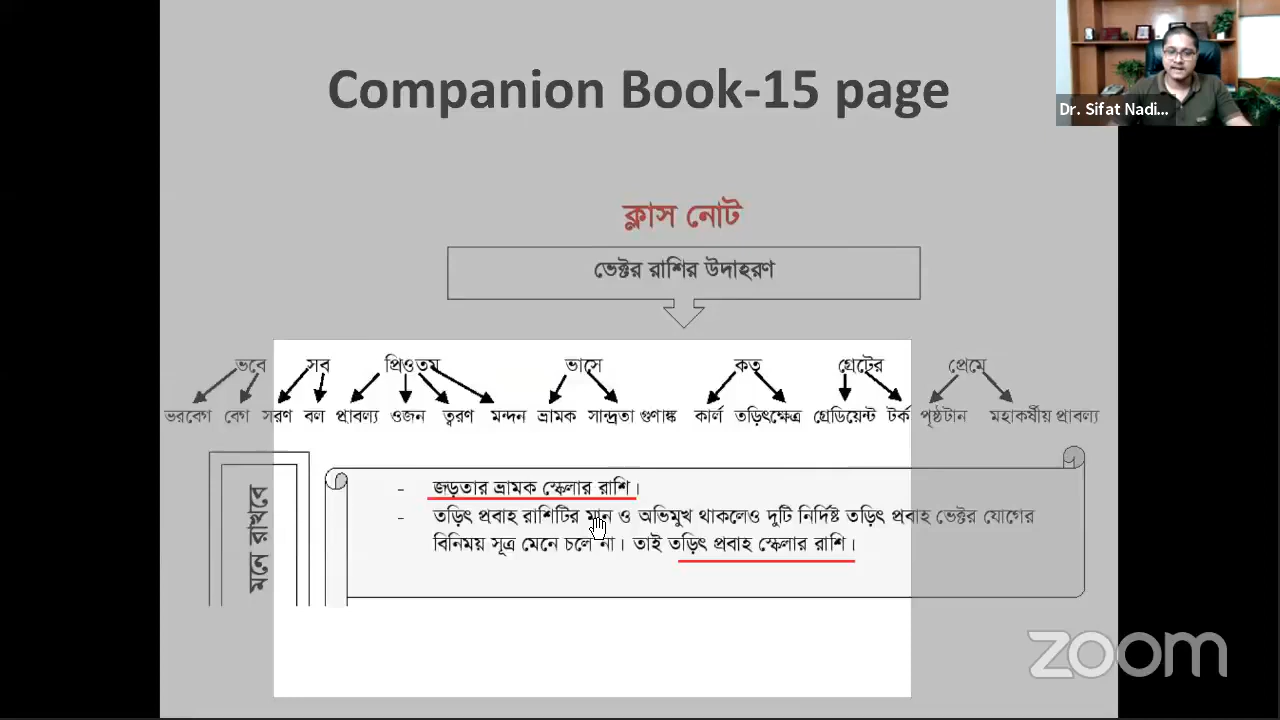 Companion Book-15 page
Dr. Sifat Nadi...
ক্লাস নোট
ভেক্টর রাশির উদাহরণ
ভবে সব প্রিওতম ভাসে কত গ্রেটের প্রেমে
ভরবেগ বেগ সরণ বল প্রাবল্য ওজন ত্বরণ মন্দন ভ্রামক সান্দ্রতা গুণাঙ্ক কার্ল তড়িৎক্ষেত্র গ্রেডিয়েন্ট টর্ক পৃষ্ঠটান মহাকর্ষীয় প্রাবল্য
মনে রাখবে
- জড়তার ভ্রামক স্কেলার রাশি।
- তড়িৎ প্রবাহ রাশিটির মান ও অভিমুখ থাকলেও দুটি নির্দিষ্ট তড়িৎ প্রবাহ ভেক্টর যোগের
বিনিময় সূত্র মেনে চলে না। তাই তড়িৎ প্রবাহ স্কেলার রাশি।
zoom